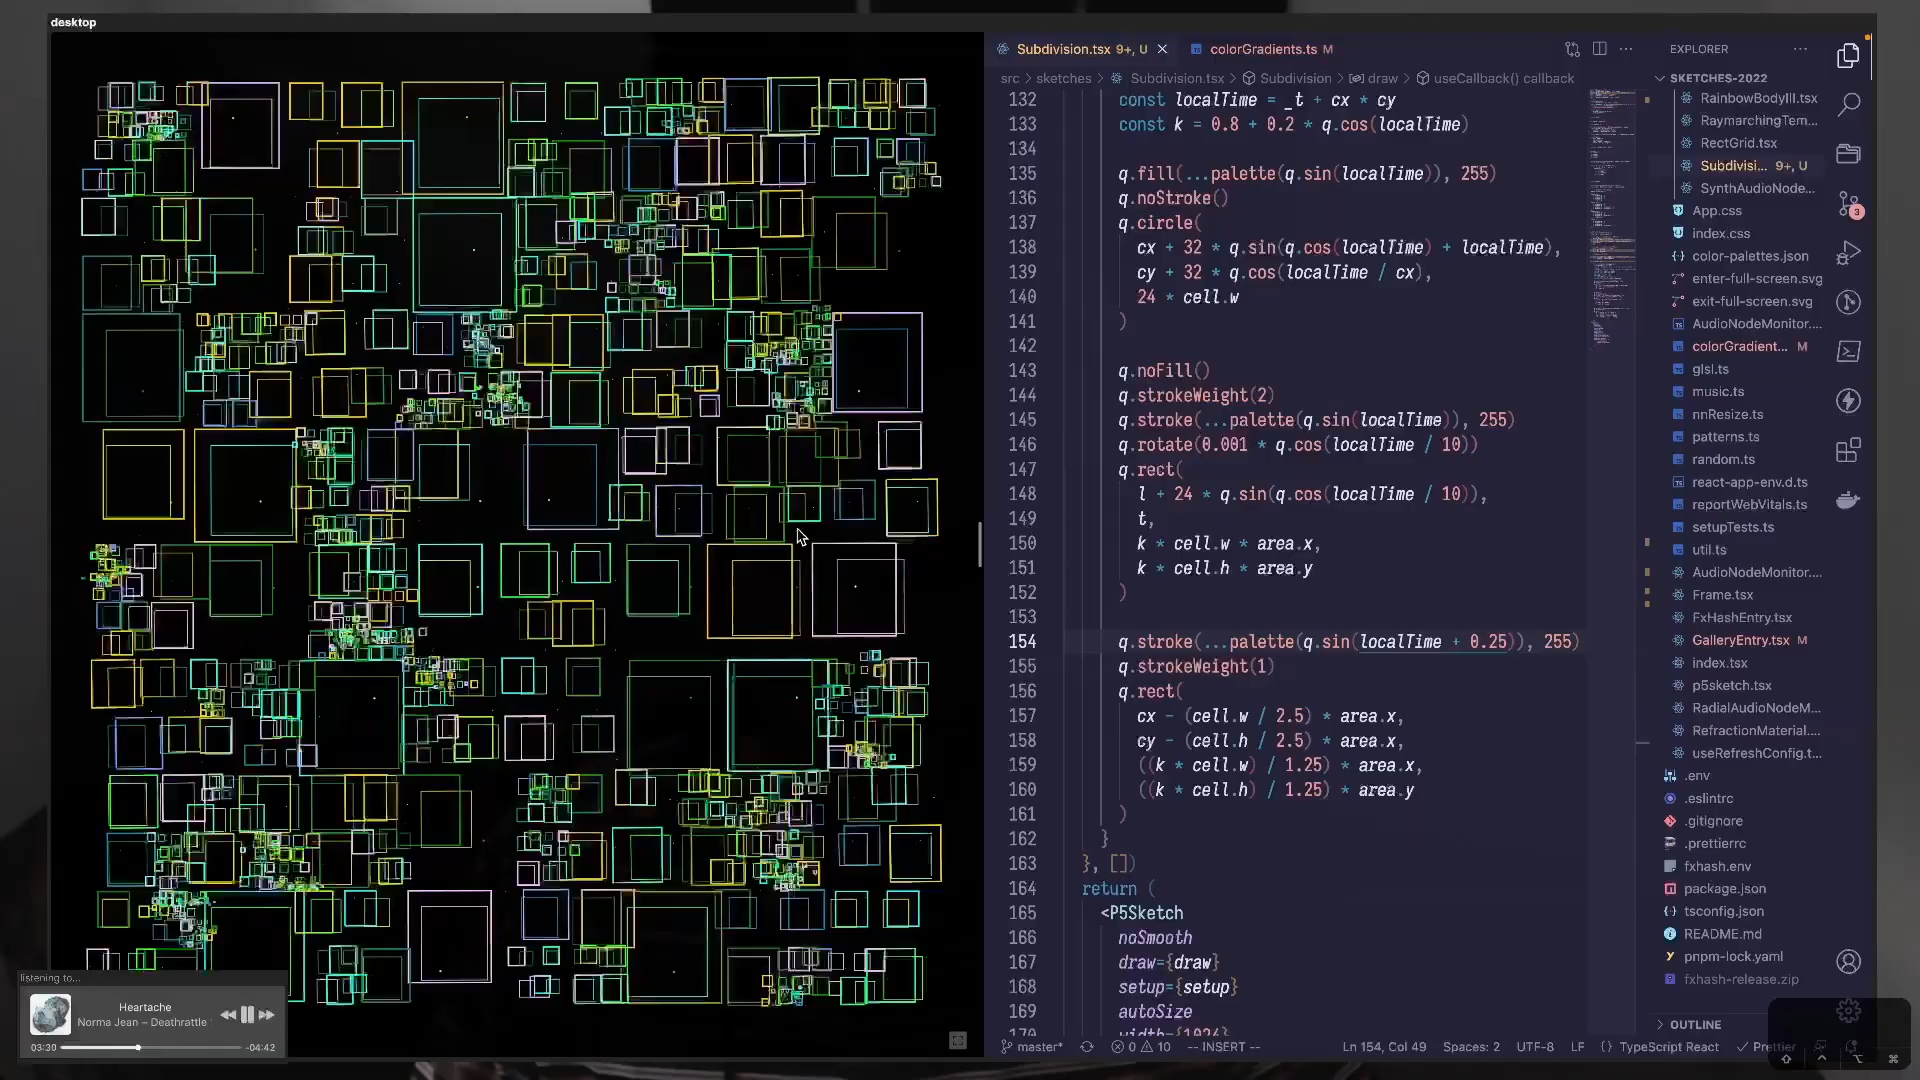 desktop
Subdivision.tsx 9+, U
colorGradients.ts M
EXPLORER
src > sketches > Subdivision.tsx > Subdivision > draw > useCallback() callback
132 const localTime = _t + cx * cy
133 const k = 0.8 + 0.2 * q.cos(localTime)
134
135 q.fill(...palette(q.sin(localTime)), 255)
136 q.noStroke()
137 q.circle(
138 cx + 32 * q.sin(q.cos(localTime) + localTime),
139 cy + 32 * q.cos(localTime / cx),
140 24 * cell.w
141 )
142
143 q.noFill()
144 q.strokeWeight(2)
145 q.stroke(...palette(q.sin(localTime)), 255)
146 q.rotate(0.001 * q.cos(localTime / 10))
147 q.rect(
148 l + 24 * q.sin(q.cos(localTime / 10)),
149 t,
150 k * cell.w * area.x,
151 k * cell.h * area.y
152 )
153
154 q.stroke(...palette(q.sin(localTime + 0.25)), 255)
155 q.strokeWeight(1)
156 q.rect(
157 cx - (cell.w / 2.5) * area.x,
158 cy - (cell.h / 2.5) * area.x,
159 ((k * cell.w) / 1.25) * area.x,
160 ((k * cell.h) / 1.25) * area.y
161 )
162 }
163 }, [])
164 return (
165 <P5Sketch
166 noSmooth
167 draw={draw}
168 setup={setup}
169 autoSize
170 width={1024}
SKETCHES-2022
RainbowBodyIII.tsx
RaymarchingTem...
RectGrid.tsx
Subdivisi... 9+, U
SynthAudioNode...
App.css
index.css
color-palettes.json
enter-full-screen.svg
exit-full-screen.svg
AudioNodeMonitor....
colorGradient... M
glsl.ts
music.ts
nnResize.ts
patterns.ts
random.ts
react-app-env.d.ts
reportWebVitals.ts
setupTests.ts
util.ts
AudioNodeMonitor....
Frame.tsx
FxHashEntry.tsx
GalleryEntry.tsx M
index.tsx
p5sketch.tsx
RadialAudioNodeM...
RefractionMaterial....
useRefreshConfig.t...
.env
.eslintrc
.gitignore
.prettierrc
fxhash.env
package.json
tsconfig.json
README.md
pnpm-lock.yaml
fxhash-release.zip
OUTLINE
3
listening to...
Heartache
Norma Jean – Deathrattle
03:30
-04:42
master*
0 10
-- INSERT --
Ln 154, Col 49
Spaces: 2
UTF-8
LF
{} TypeScript React
Prettier